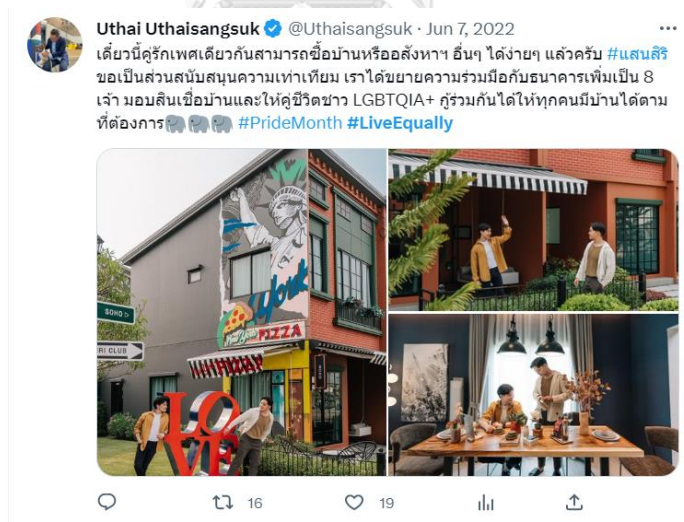 Uthai Uthaisangsuk @Uthaisangsuk · Jun 7, 2022
เดี๋ยวนี้คู่รักเพศเดียวกันสามารถซื้อบ้านหรืออสังหาฯ อื่นๆ ได้ง่ายๆ แล้วครับ #แสนสิริ
ขอเป็นส่วนสนับสนุนความเท่าเทียม เราได้ขยายความร่วมมือกับธนาคารเพิ่มเป็น 8
เจ้า มอบสินเชื่อบ้านและให้คู่ชีวิตชาว LGBTQIA+ กู้ร่วมกันได้ให้ทุกคนมีบ้านได้ตาม
ที่ต้องการ🐘🐘🐘 #PrideMonth #LiveEqually
York
New York
PIZZA
SOHO
RI CLUB
LOVE
16 19